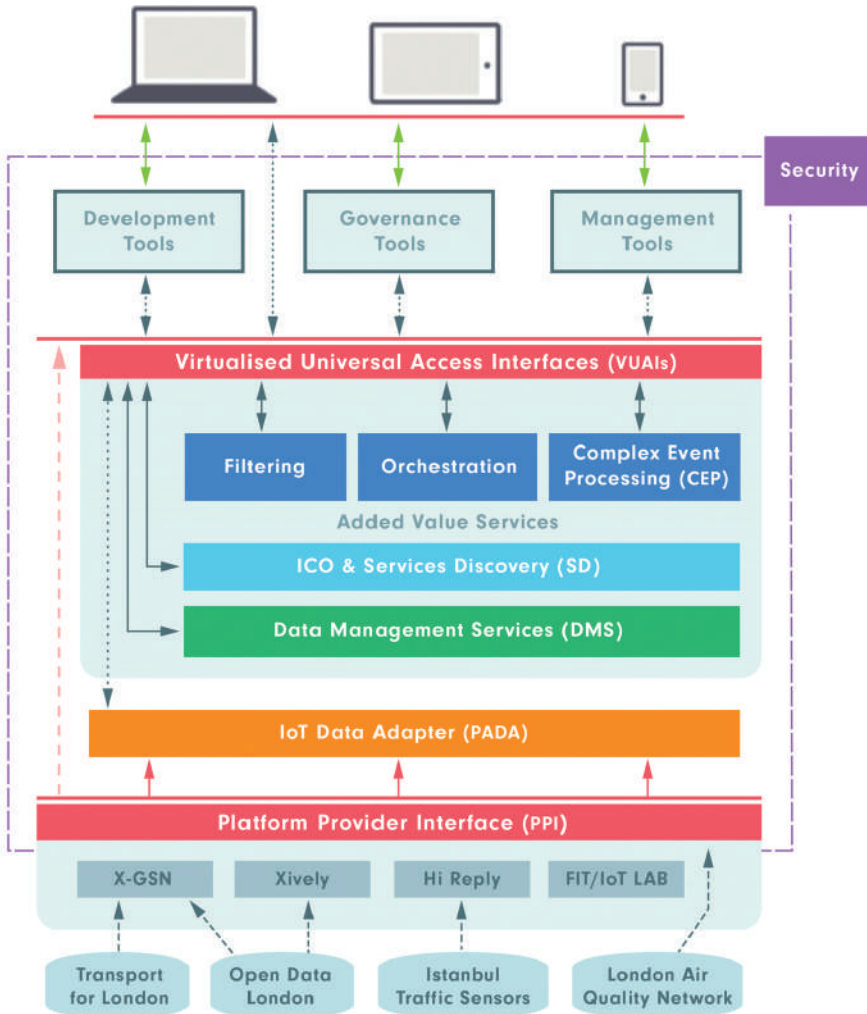 Security
Development
Tools
Governance
Tools
Management
Tools
Virtualised Universal Access Interfaces (VUAIs)
Filtering
Orchestration
Complex Event
Processing (CEP)
Added Value Services
ICO & Services Discovery (SD)
Data Management Services (DMS)
IoT Data Adapter (PADA)
Platform Provider Interface (PPI)
X-GSN
Xively
Hi Reply
FIT/IoT LAB
Transport
for London
Open Data
London
Istanbul
Traffic Sensors
London Air
Quality Network